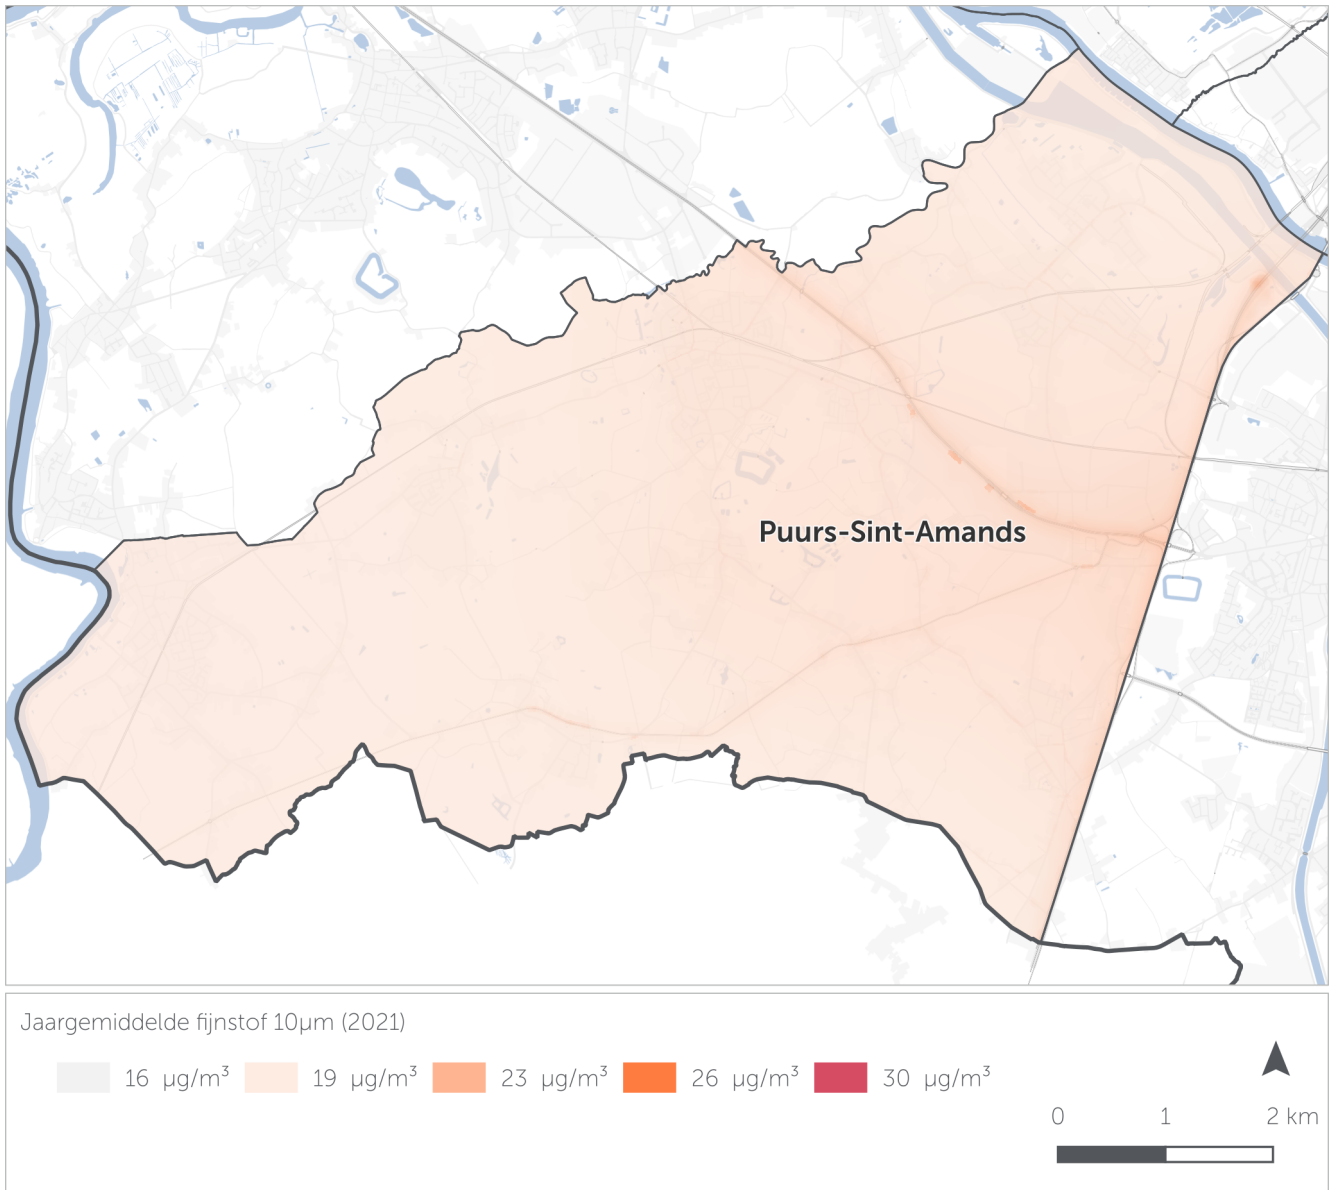 Puurs-Sint-Amands
Jaargemiddelde fijnstof 10µm (2021)
16 µg/m³ 19 µg/m³ 23 µg/m³ 26 µg/m³ 30 µg/m³
0 1 2 km